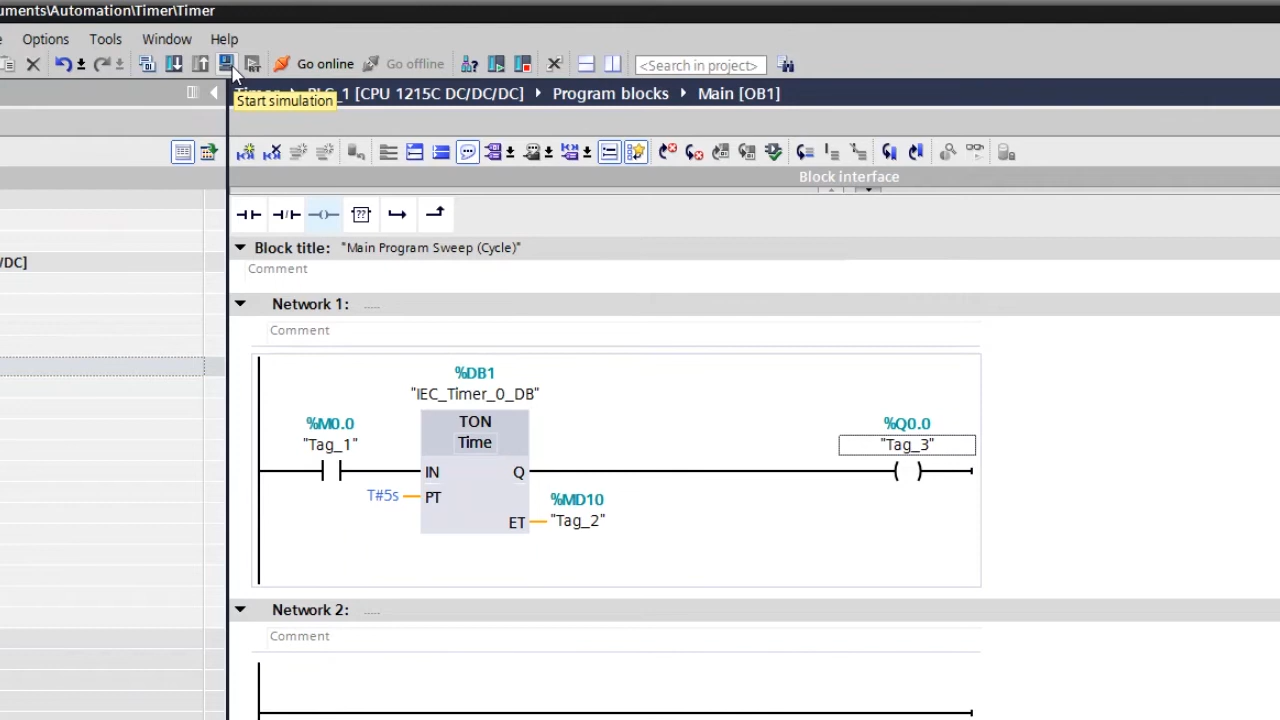 uments\Automation\Timer\Timer
Options Tools Window Help
Go online Go offline <Search in project>
PLC_1 [CPU 1215C DC/DC/DC] Program blocks Main [OB1]
Start simulation
Block interface
??
Block title: "Main Program Sweep (Cycle)"
Comment
/DC]
Network 1: .....
Comment
%DB1
"IEC_Timer_0_DB"
TON
Time
%M0.0
"Tag_1"
%Q0.0
"Tag_3"
IN Q
T#5s PT
%MD10
ET "Tag_2"
Network 2: .....
Comment